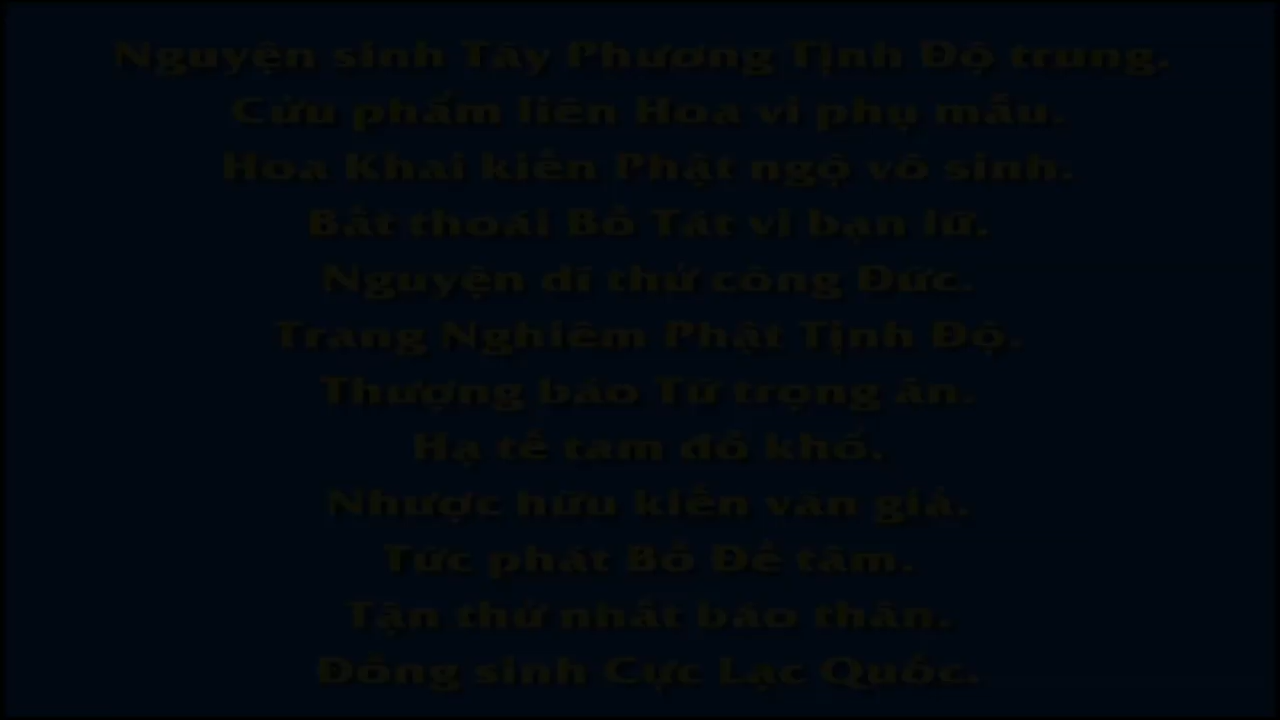 Nguyện sinh Tây Phương Tịnh Độ trung.
Cửu phẩm liên Hoa vi phụ mẫu.
Hoa Khai kiến Phật ngộ vô sinh.
Bất thoái Bồ Tát vi bạn lữ.
Nguyện dĩ thử công Đức.
Trang Nghiêm Phật Tịnh Độ.
Thượng báo Tứ trọng ân.
Hạ tế tam đồ khổ.
Nhược hữu kiến văn giả.
Tức phát Bồ Đề tâm.
Tận thử nhất báo thân.
Đồng sinh Cực Lạc Quốc.